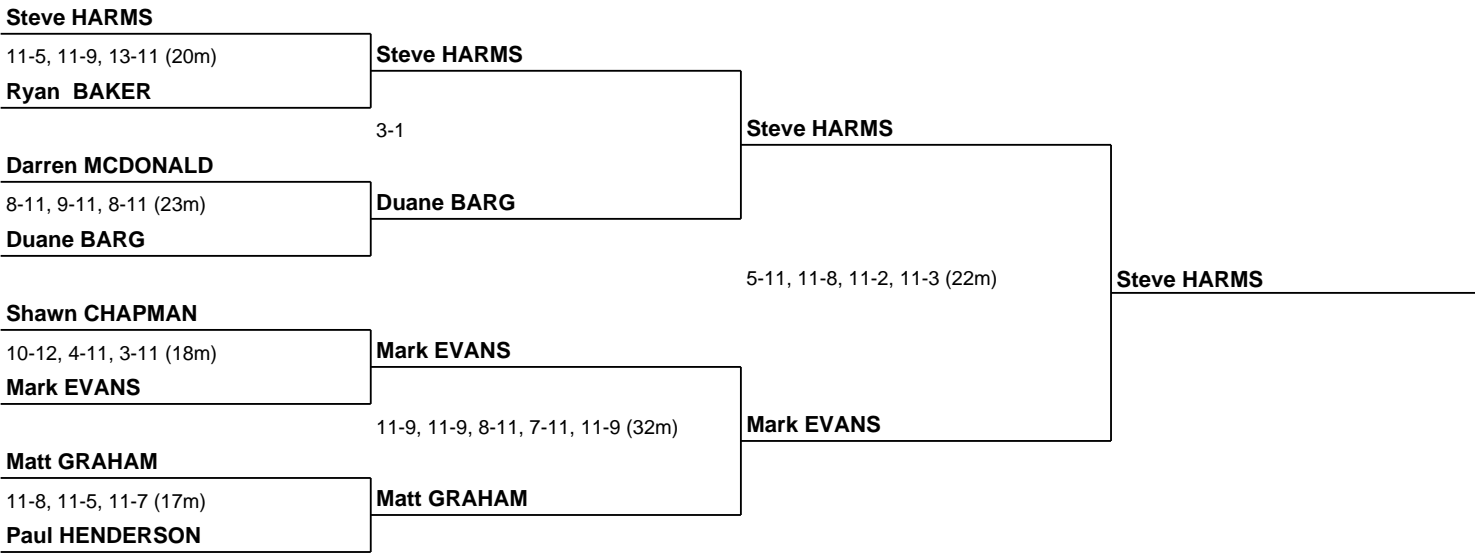 Steve HARMS
11-5, 11-9, 13-11 (20m)
Ryan  BAKER
Steve HARMS
3-1
Steve HARMS
Darren MCDONALD
8-11, 9-11, 8-11 (23m)
Duane BARG
Duane BARG
5-11, 11-8, 11-2, 11-3 (22m)
Steve HARMS
Shawn CHAPMAN
10-12, 4-11, 3-11 (18m)
Mark EVANS
Mark EVANS
11-9, 11-9, 8-11, 7-11, 11-9 (32m)
Mark EVANS
Matt GRAHAM
11-8, 11-5, 11-7 (17m)
Paul HENDERSON
Matt GRAHAM